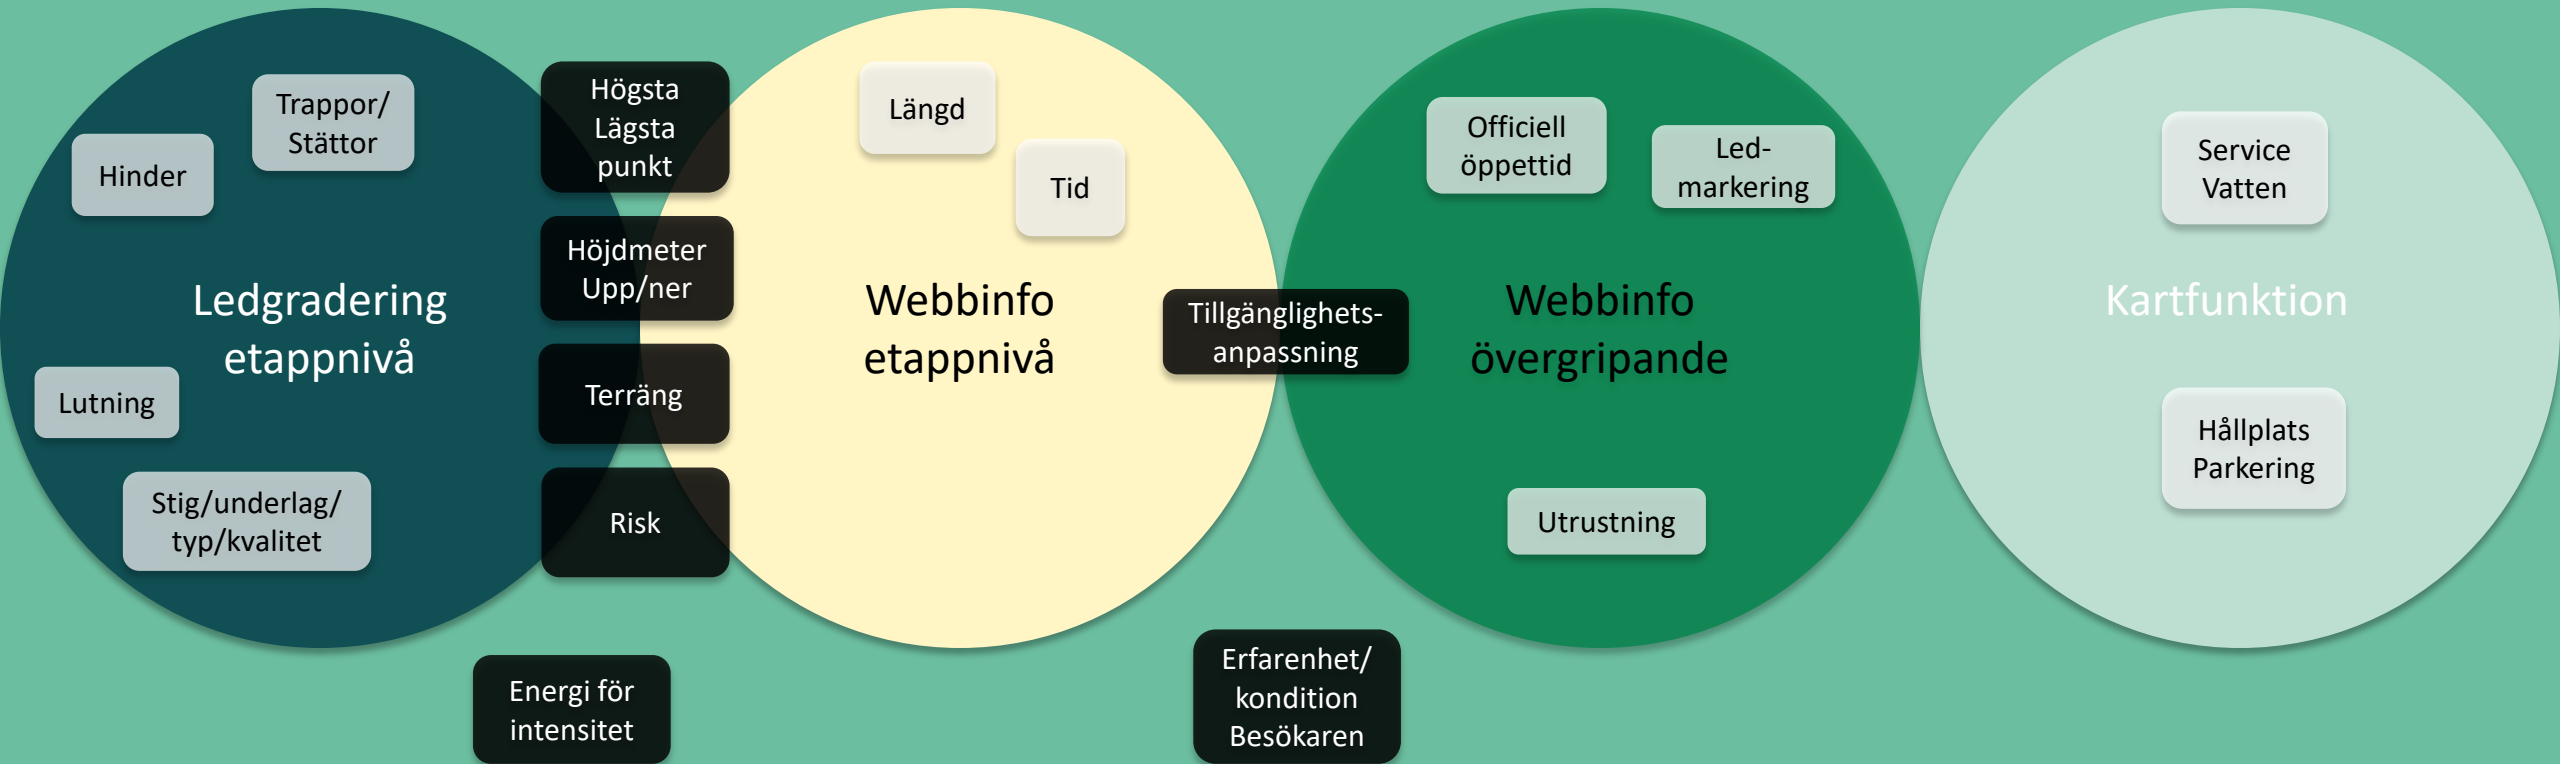 Trappor/
Stättor
Hinder
Ledgradering
etappnivå
Lutning
Stig/underlag/
typ/kvalitet
Högsta
Lägsta
punkt
Höjdmeter
Upp/ner
Terräng
Risk
Energi för
intensitet
Längd
Tid
Webbinfo
etappnivå
Tillgänglighets-
anpassning
Erfarenhet/
kondition
Besökaren
Officiell
öppettid
Led-
markering
Webbinfo
övergripande
Utrustning
Service
Vatten
Kartfunktion
Hållplats
Parkering